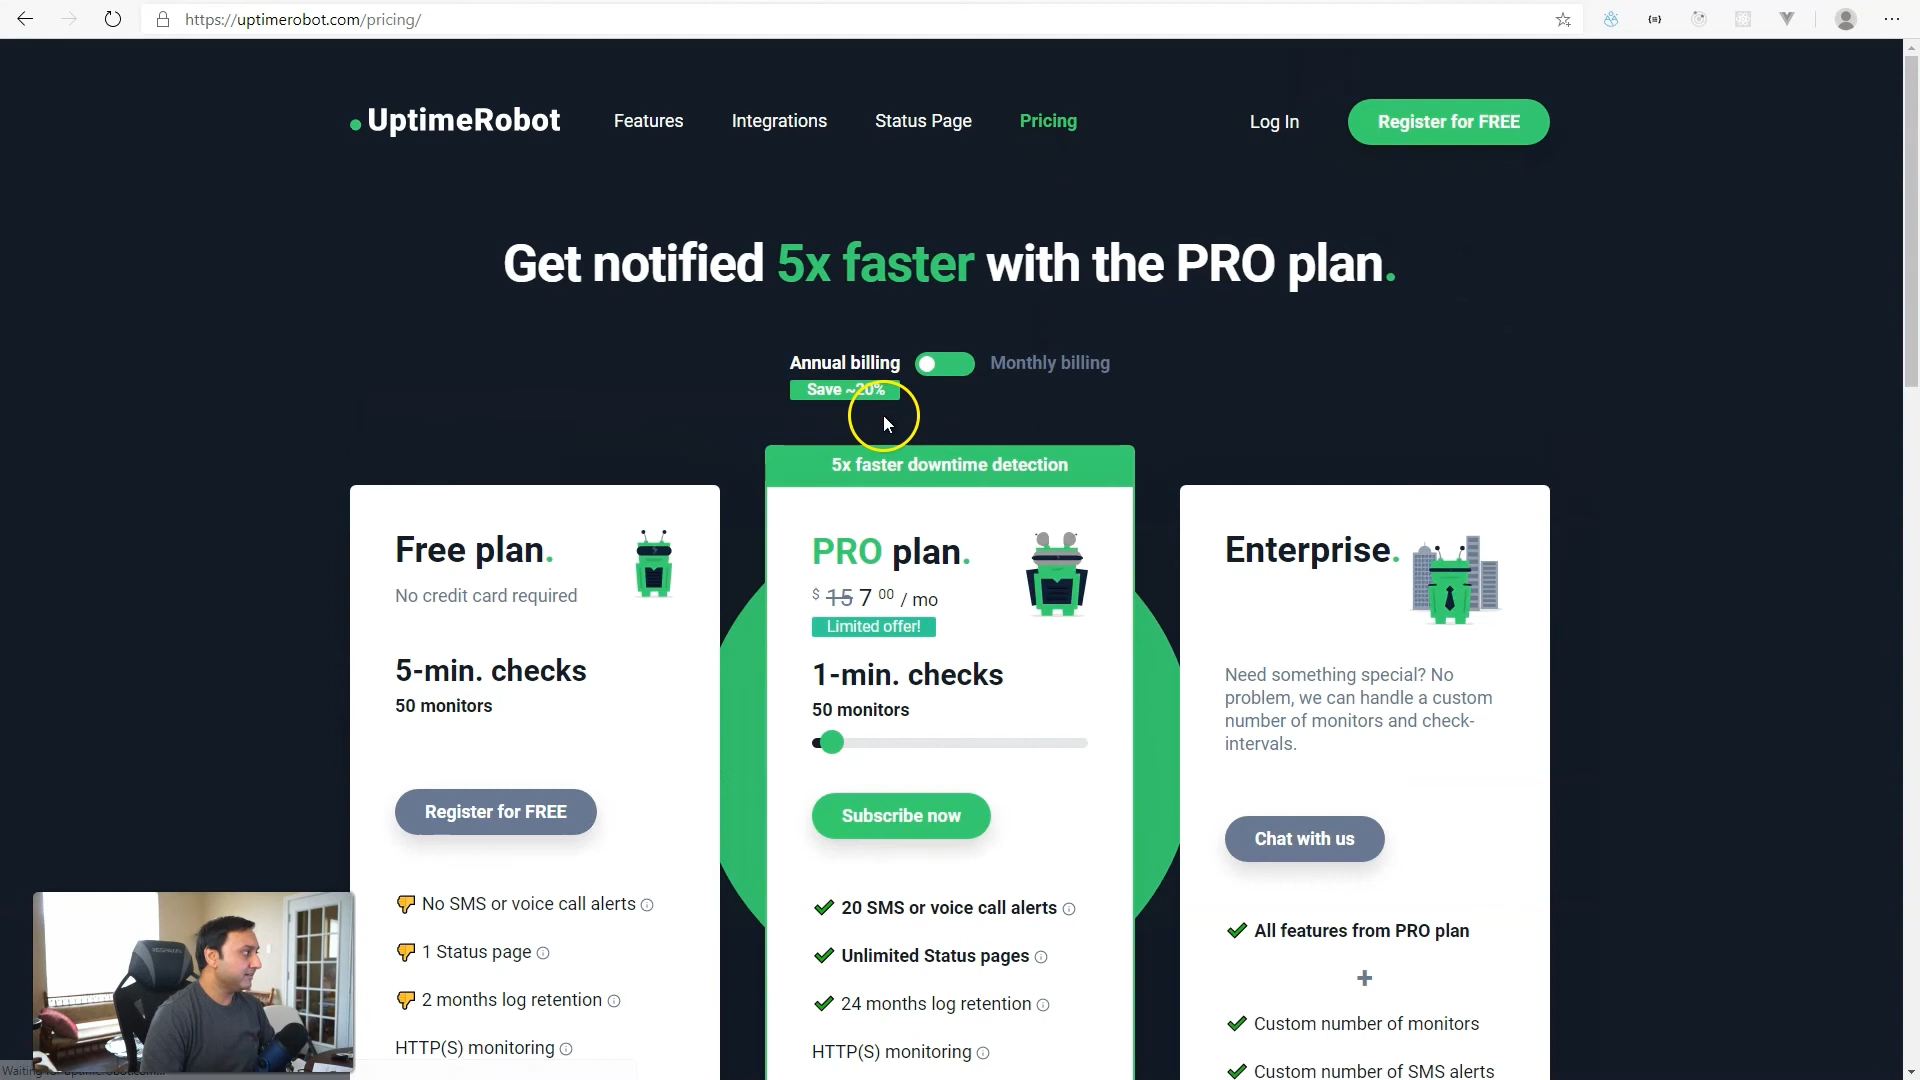 https://uptimerobot.com/pricing/
UptimeRobot
Features
Integrations
Status Page
Pricing
Log In
Register for FREE
Get notified 5x faster with the PRO plan.
Annual billing
Monthly billing
Save ~20%
5x faster downtime detection
Free plan.
No credit card required
5-min. checks
50 monitors
Register for FREE
No SMS or voice call alerts
1 Status page
2 months log retention
HTTP(S) monitoring
PRO plan.
$ 15 7 00 / mo
Limited offer!
1-min. checks
50 monitors
Subscribe now
20 SMS or voice call alerts
Unlimited Status pages
24 months log retention
HTTP(S) monitoring
Enterprise.
Need something special? No
problem, we can handle a custom
number of monitors and check-
intervals.
Chat with us
All features from PRO plan
+
Custom number of monitors
Custom number of SMS alerts